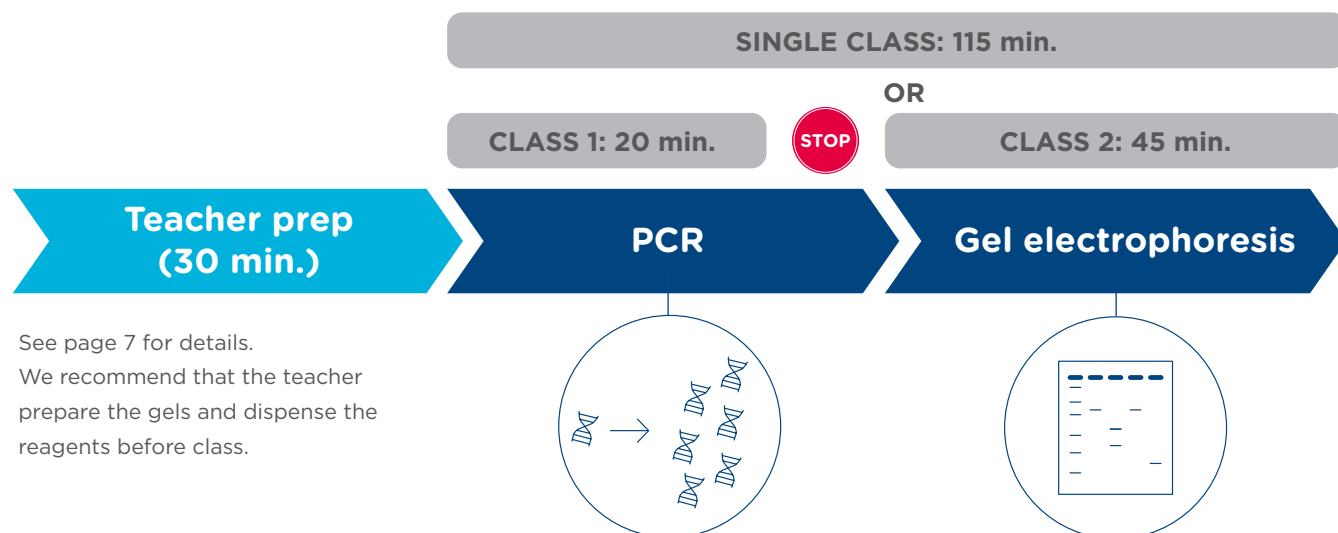 SINGLE CLASS: 115 min.
OR
CLASS 1: 20 min.
STOP
CLASS 2: 45 min.
Teacher prep
(30 min.)
PCR
Gel electrophoresis
See page 7 for details.
We recommend that the teacher
prepare the gels and dispense the
reagents before class.